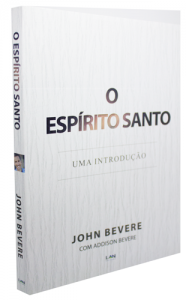 O
ESPÍRITO SANTO
UMA INTRODUÇÃO
JOHN BEVERE
COM ADDISON BEVERE
O ESPÍRITO SANTO
JOHN BEVERE